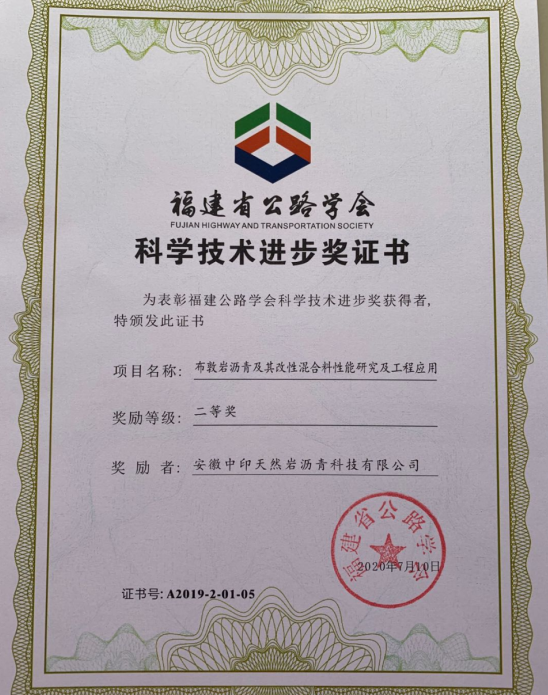 福建省公路学会
FUJIAN HIGHWAY AND TRANSPORTATION SOCIETY
科学技术进步奖证书
为表彰福建公路学会科学技术进步奖获得者，
特颁发此证书
项目名称：布敦岩沥青及其改性混合料性能研究及工程应用
奖励等级：二等奖
奖 励 者：安徽中印天然岩沥青科技有限公司
福建省公路学会
2020年7月10日
证书号：A2019-2-01-05